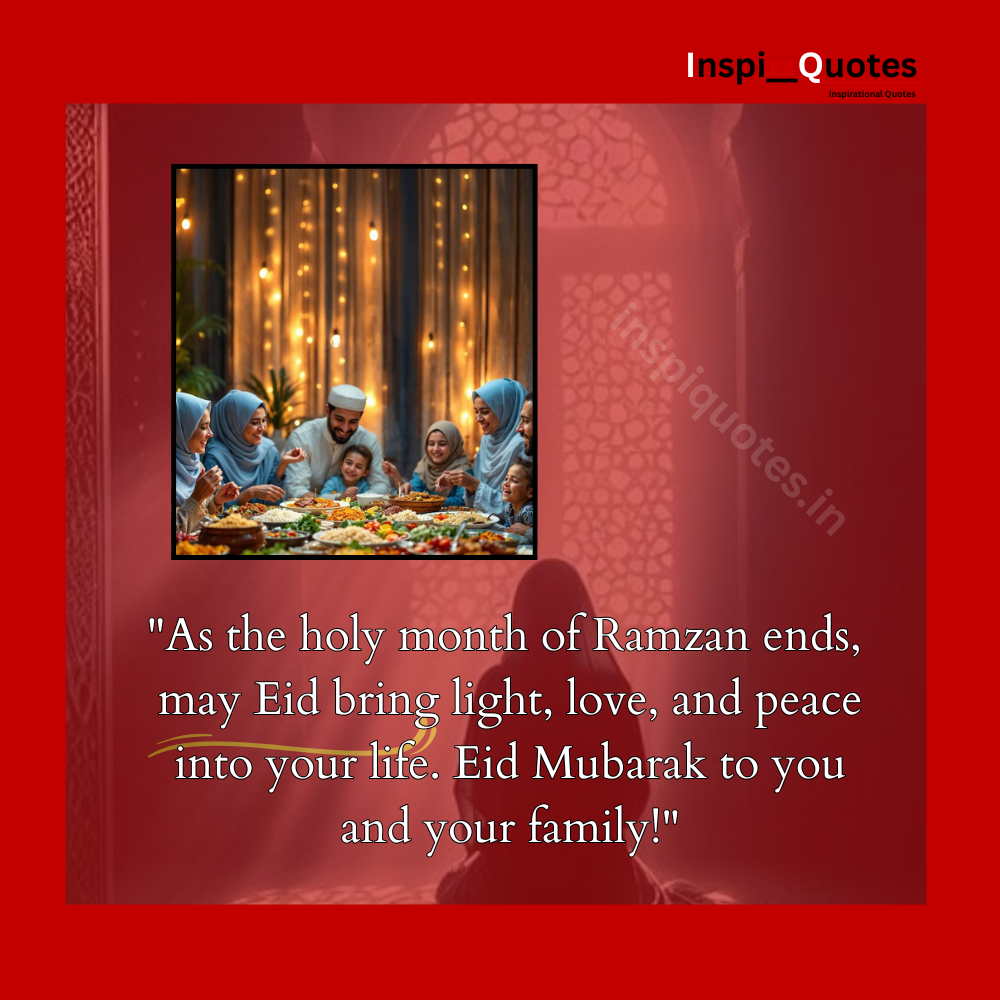 Inspi__Quotes
Inspirational Quotes
inspiquotes.in
"As the holy month of Ramzan ends,
may Eid bring light, love, and peace
into your life. Eid Mubarak to you
and your family!"